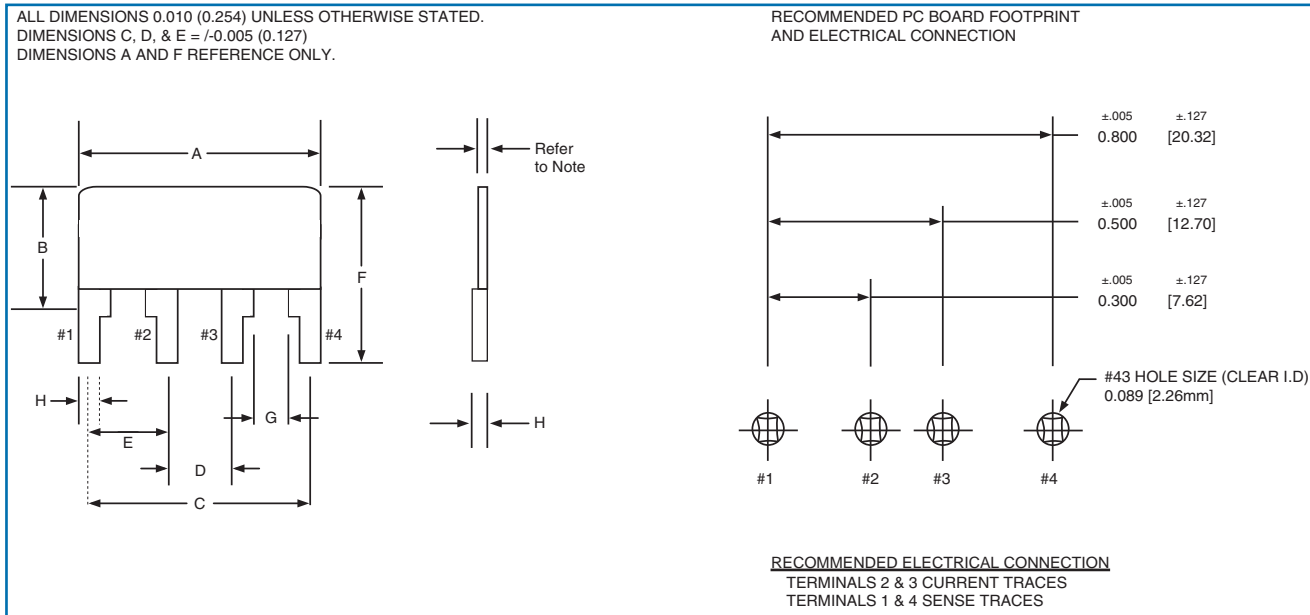 ALL DIMENSIONS 0.010 (0.254) UNLESS OTHERWISE STATED.
DIMENSIONS C, D, & E = /-0.005 (0.127)
DIMENSIONS A AND F REFERENCE ONLY.
RECOMMENDED PC BOARD FOOTPRINT
AND ELECTRICAL CONNECTION
A
B
F
#1
#2
#3
#4
H
E
G
D
C
Refer
to Note
H
±.005 ±.127
0.800 [20.32]
±.005 ±.127
0.500 [12.70]
±.005 ±.127
0.300 [7.62]
#43 HOLE SIZE (CLEAR I.D)
0.089 [2.26mm]
#1 #2 #3 #4
RECOMMENDED ELECTRICAL CONNECTION
TERMINALS 2 & 3 CURRENT TRACES
TERMINALS 1 & 4 SENSE TRACES